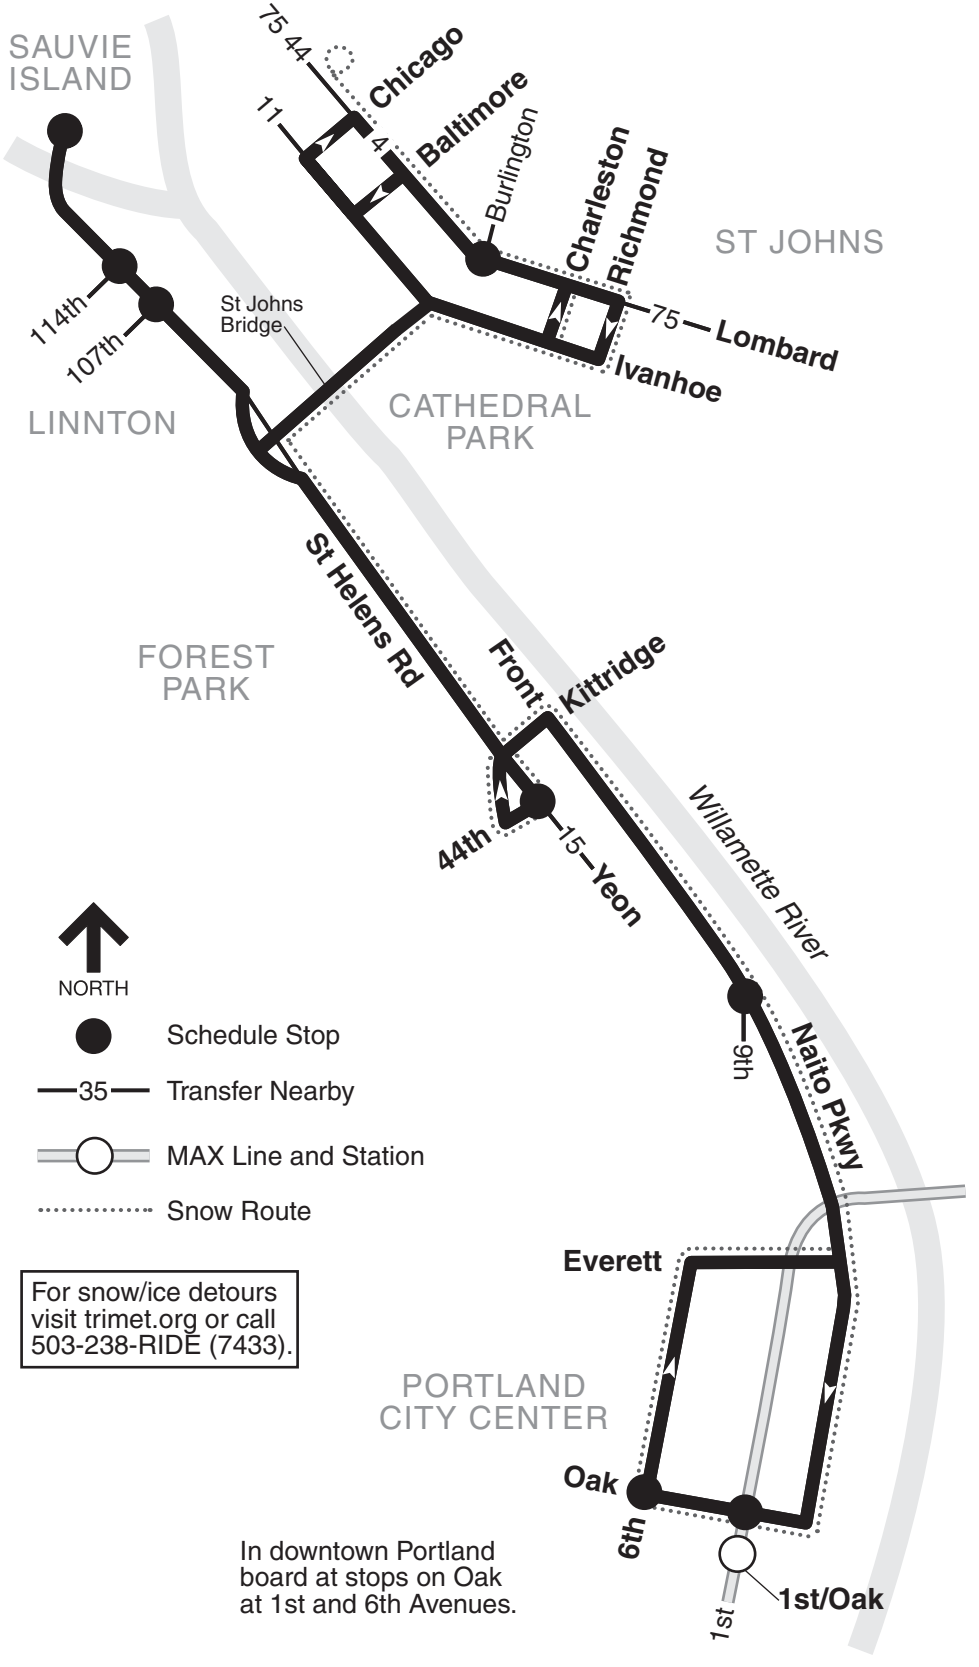 SAUVIE
ISLAND
75 44
11
Chicago
4
Baltimore
Burlington
Charleston
Richmond
ST JOHNS
114th
107th
St Johns
Bridge
75
Lombard
Ivanhoe
LINNTON
CATHEDRAL
PARK
St Helens Rd
FOREST
PARK
Front
Kittridge
44th
15
Yeon
Willamette River
NORTH
Schedule Stop
35
Transfer Nearby
MAX Line and Station
Snow Route
9th
Naito Pkwy
Everett
For snow/ice detours
visit trimet.org or call
503-238-RIDE (7433).
PORTLAND
CITY CENTER
Oak
6th
In downtown Portland
board at stops on Oak
at 1st and 6th Avenues.
1st/Oak
1st